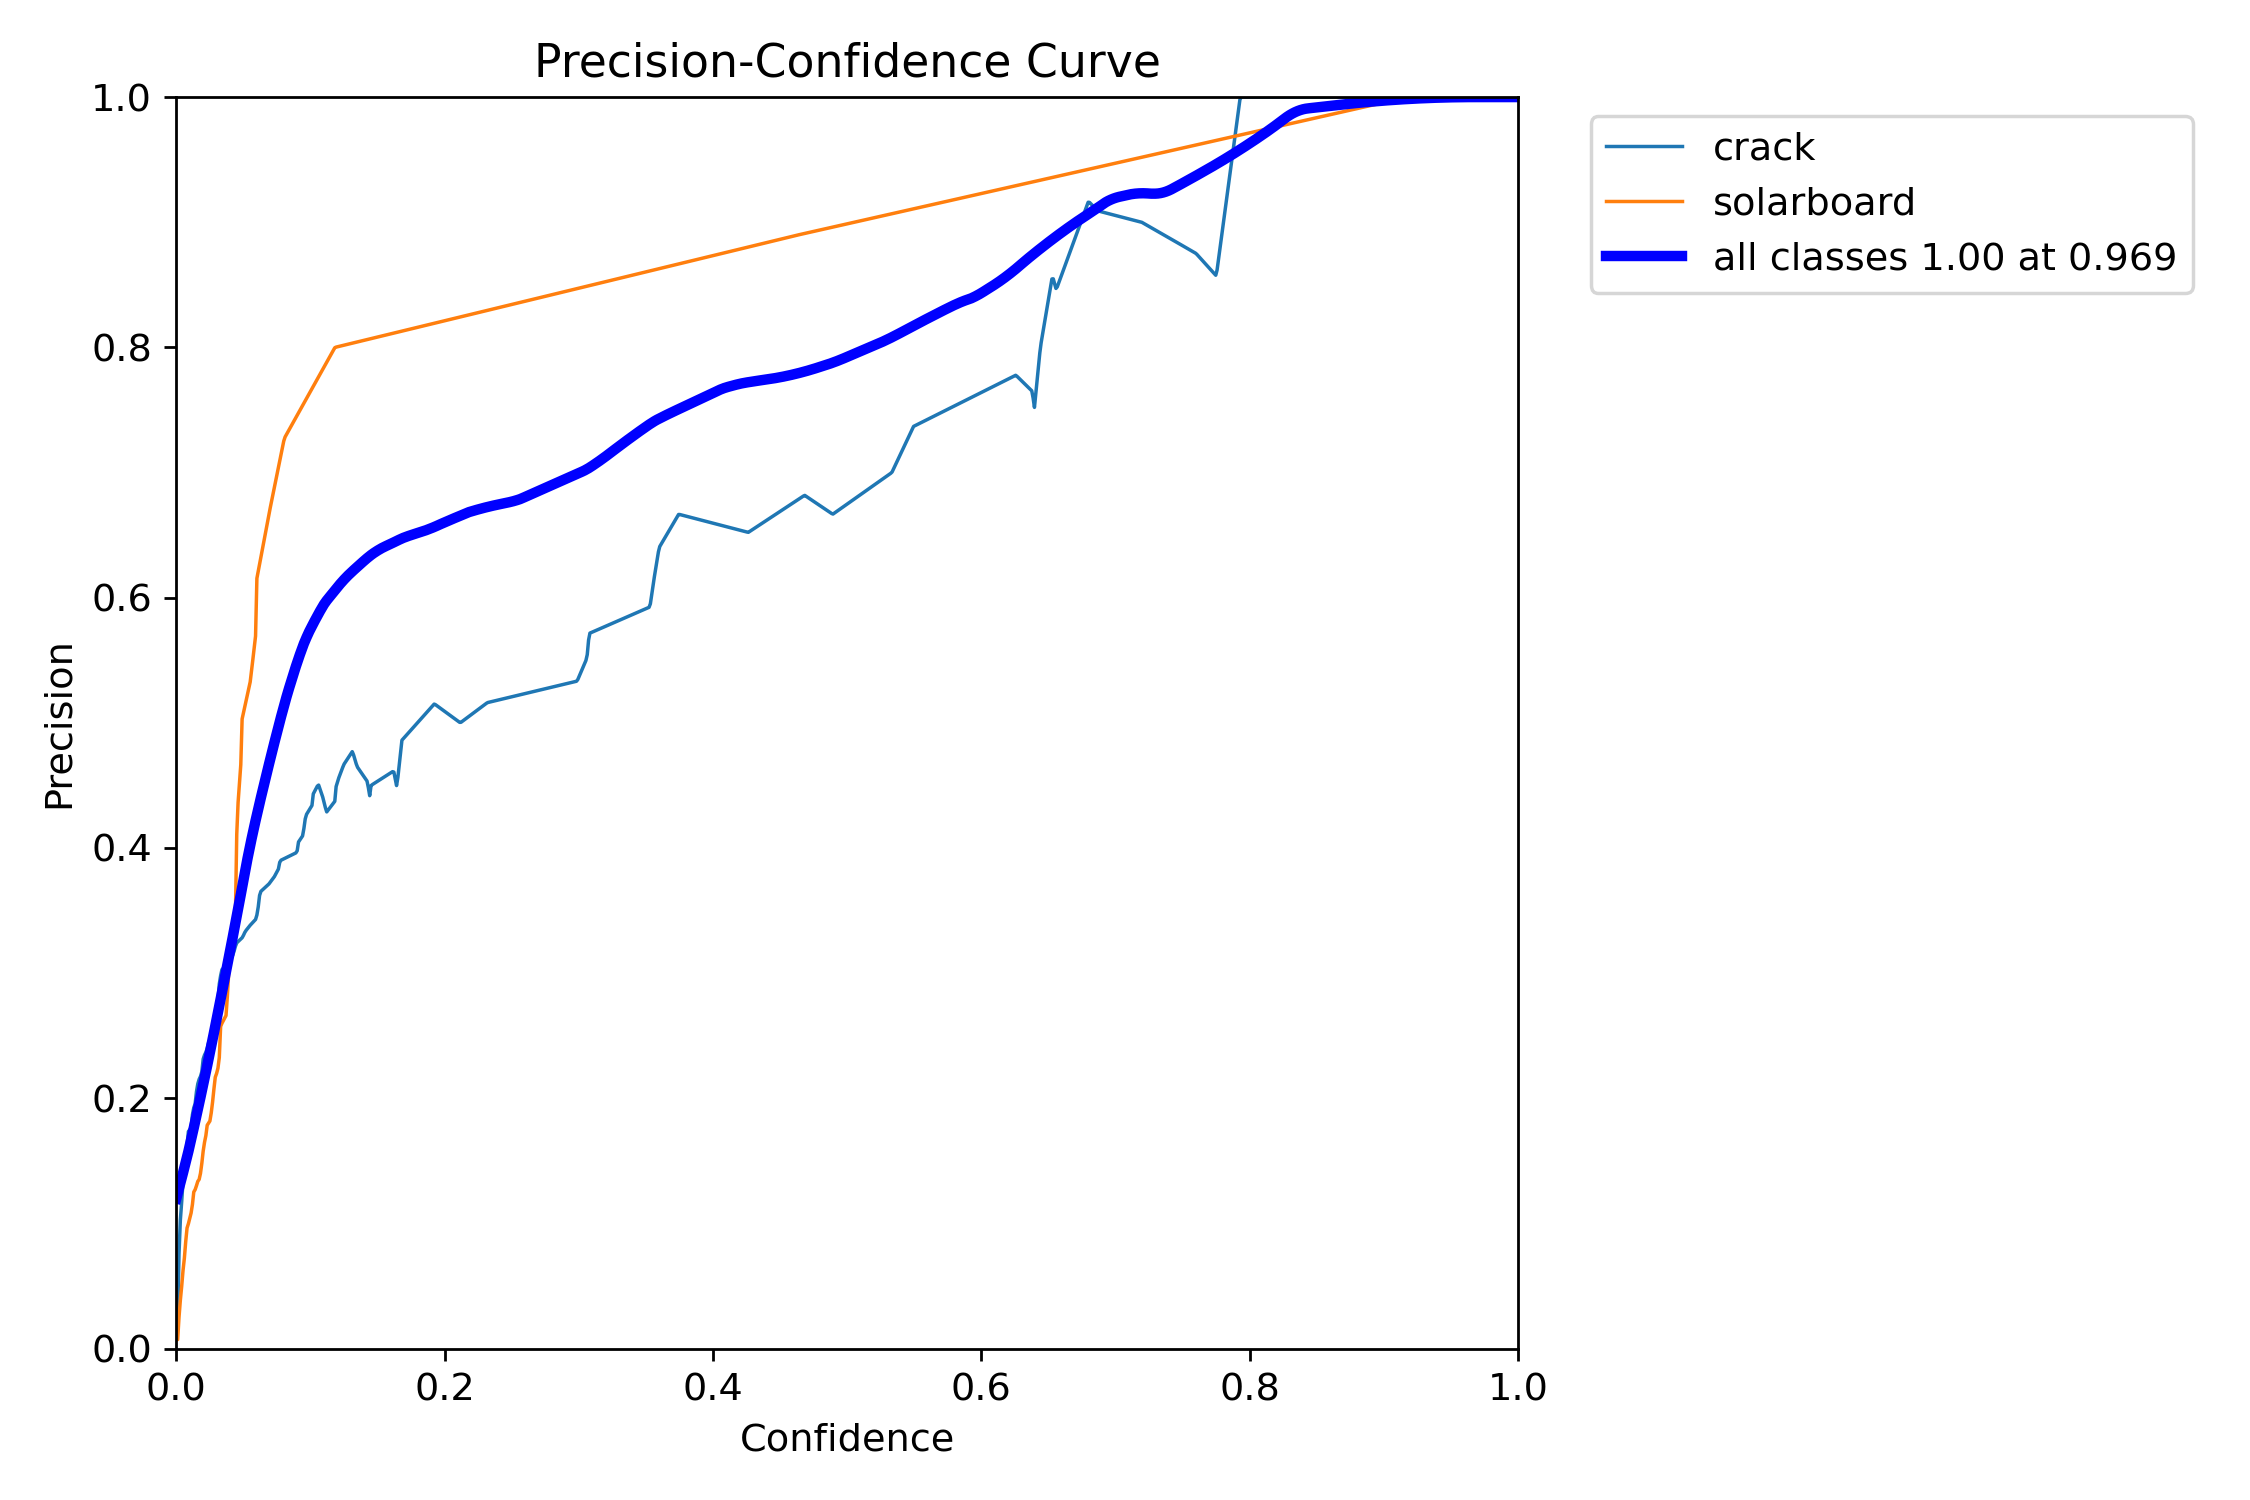 Precision-Confidence Curve
1.0
0.8
0.6
0.4
0.2
0.0
Precision
0.0 0.2 0.4 0.6 0.8 1.0
Confidence
crack
solarboard
all classes 1.00 at 0.969